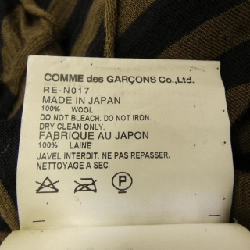 COMME des GARÇONS Co.,Ltd.
RE-N017
MADE IN JAPAN
100% WOOL
DO NOT BLEACH. DO NOT IRON.
DRY CLEAN ONLY.
FABRIQUE AU JAPON
100% LAINE
JAVEL INTERDIT. NE PAS REPASSER.
NETTOYAGE A SEC
P